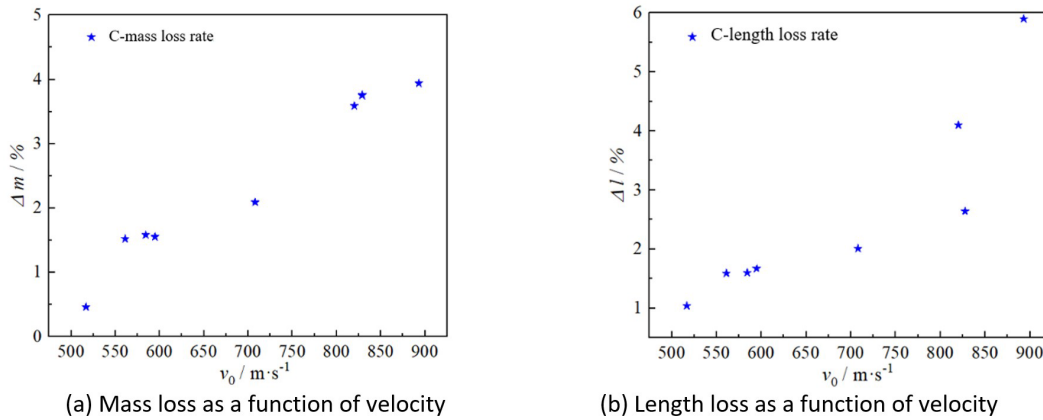 5
4
3
2
1
0
Δ m / %
C-mass loss rate
500 550 600 650 700 750 800 850 900
v₀ / m·s⁻¹
(a) Mass loss as a function of velocity
6
5
4
3
2
1
Δ l / %
C-length loss rate
500 550 600 650 700 750 800 850 900
v₀ / m·s⁻¹
(b) Length loss as a function of velocity